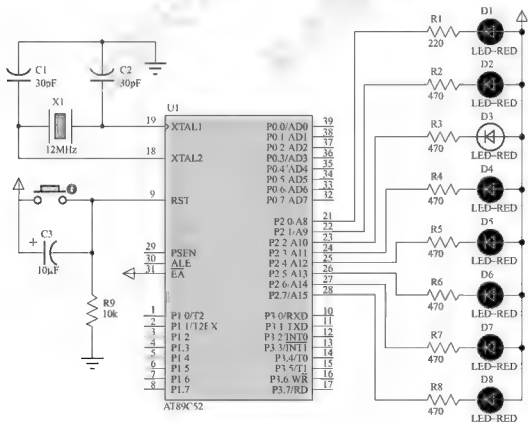 C1
30pF
C2
30pF
X1
12MHz
C3
10μF
R9
10k
U1
19 XTAL1
18 XTAL2
9 RST
29 PSEN
30 ALE
31 EA
1 P1.0/T2
2 P1.1/T2EX
3 P1.2
4 P1.3
5 P1.4
6 P1.5
7 P1.6
8 P1.7
P0.0/AD0 39
P0.1 AD1 38
P0.2 AD2 37
P0.3/AD3 36
P0.4/AD4 35
P0.5 AD5 34
P0.6 AD6 33
P0.7 AD7 32
P2.0/A8 21
P2.1/A9 22
P2.2 A10 23
P2.3 A11 24
P2.4 A12 25
P2.5 A13 26
P2.6/A14 27
P2.7/A15 28
P3.0/RXD 10
P3.1 TXD 11
P3.2 INT0 12
P3.3/INT1 13
P3.4/T0 14
P3.5/T1 15
P3.6 WR 16
P3.7/RD 17
AT89C52
R1
220
D1
LED-RED
R2
470
D2
LED-RED
R3
470
D3
LED-RED
R4
470
D4
LED-RED
R5
470
D5
LED-RED
R6
470
D6
LED-RED
R7
470
D7
LED-RED
R8
470
D8
LED-RED